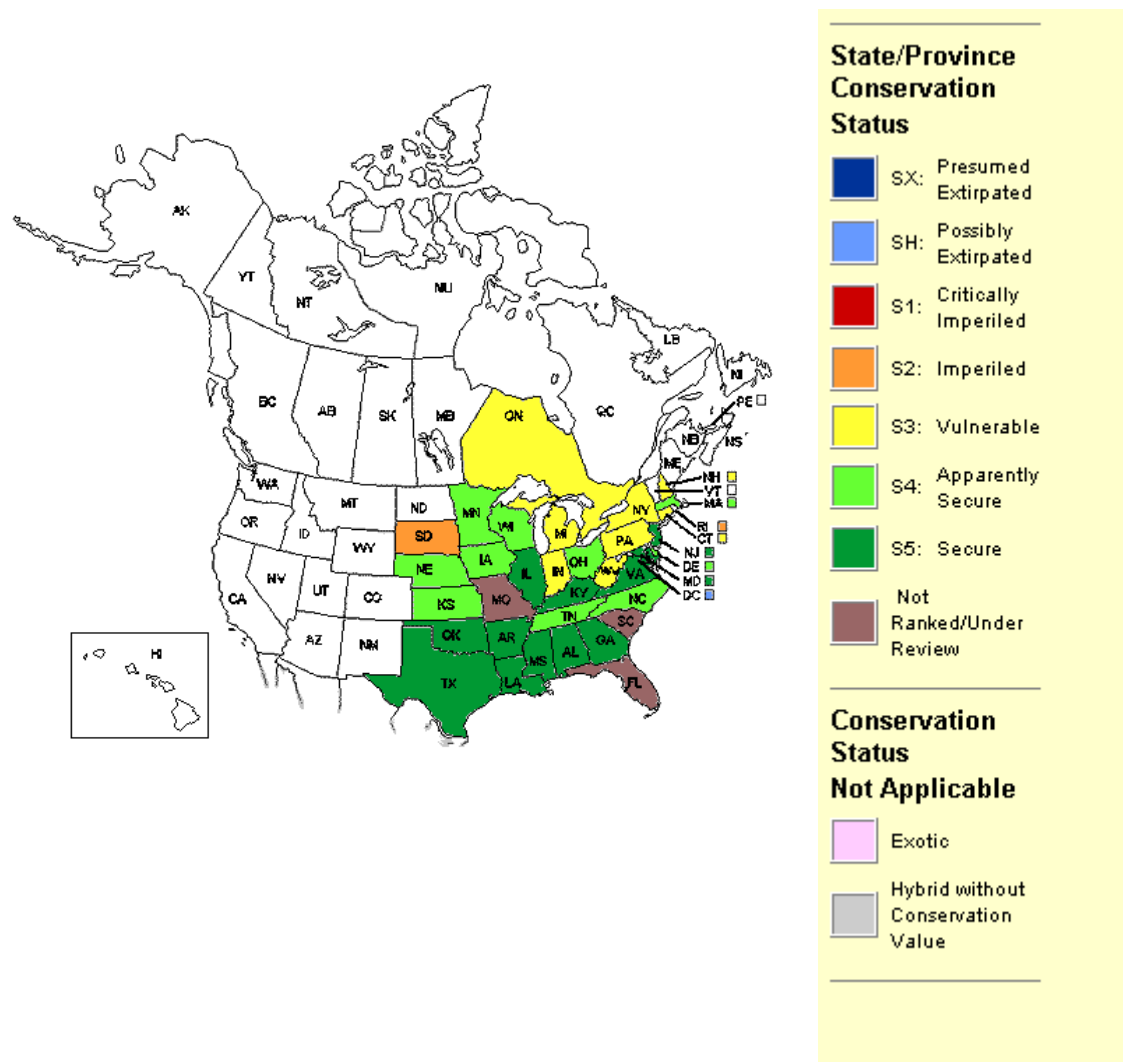 State/Province
Conservation
Status
SX: Presumed
Extirpated
SH: Possibly
Extirpated
S1: Critically
Imperiled
S2: Imperiled
S3: Vulnerable
S4: Apparently
Secure
S5: Secure
Not
Ranked/Under
Review
Conservation
Status
Not Applicable
Exotic
Hybrid without
Conservation
Value
AK
YT
NT
NU
BC
AB
SK
MB
ON
QC
LB
NI
PE
NB
NS
ME
NH
VT
MA
RI
CT
NJ
DE
MD
DC
WA
MT
ND
MN
OR
ID
WY
SD
WI
MI
NY
PA
NV
UT
CO
NE
IA
IL
IN
OH
WV
VA
CA
AZ
NM
KS
MO
KY
TN
NC
SC
OK
AR
TX
LA
MS
AL
GA
FL
HI